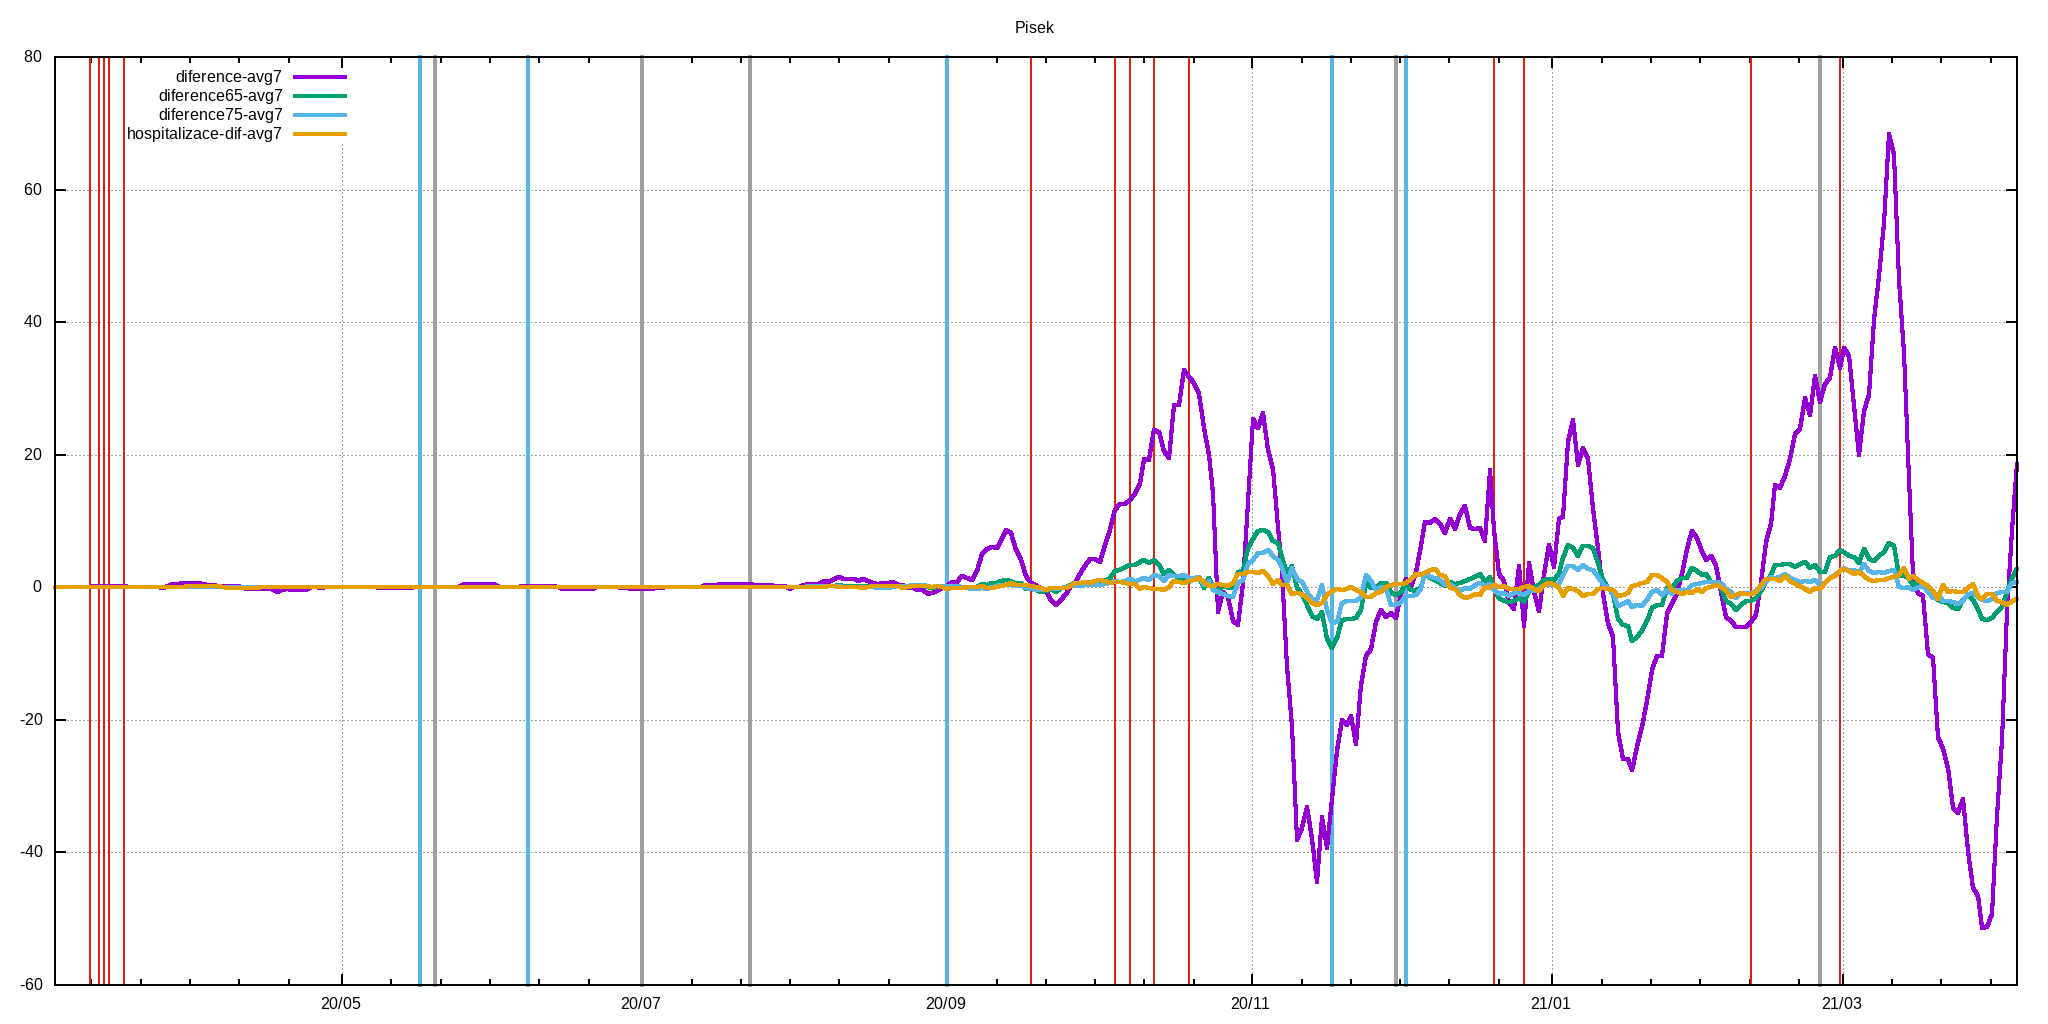 Pisek
80
diference-avg7
diference65-avg7
diference75-avg7
hospitalizace-dif-avg7
60
40
20
0
-20
-40
-60
20/05 20/07 20/09 20/11 21/01 21/03